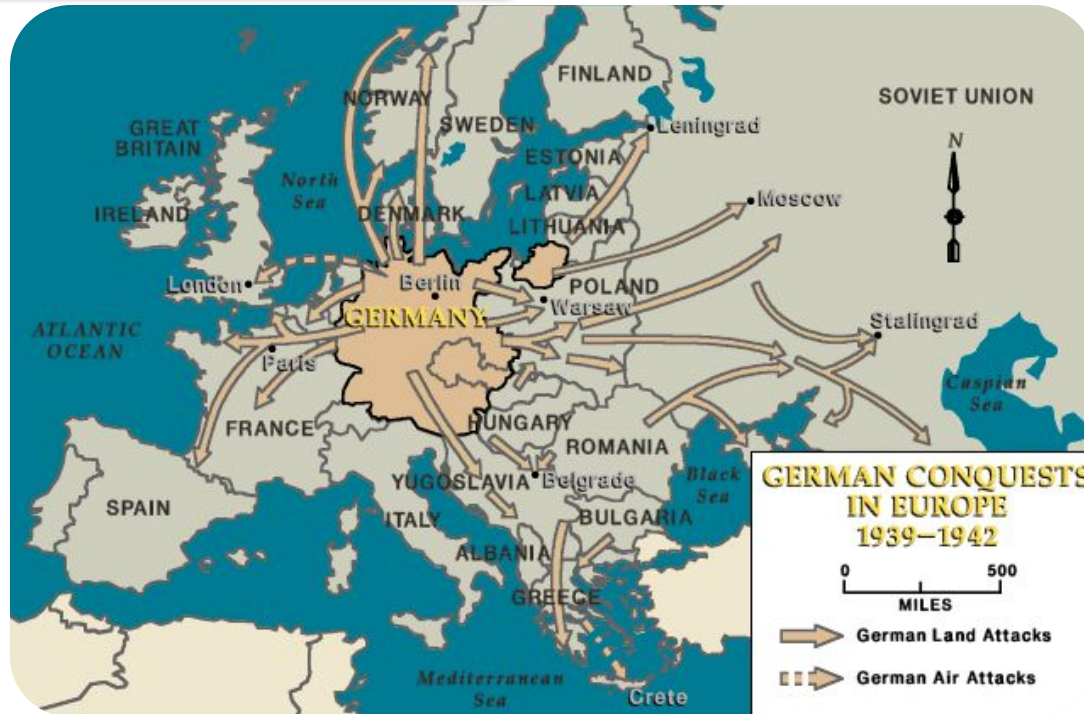 FINLAND
SOVIET UNION
NORWAY
SWEDEN
Leningrad
GREAT
BRITAIN
N
ESTONIA
North
Sea
LATVIA
Moscow
IRELAND
DENMARK
LITHUANIA
London
Berlin
POLAND
Warsaw
GERMANY
ATLANTIC
OCEAN
Stalingrad
Paris
Caspian
Sea
FRANCE
HUNGARY
ROMANIA
Black
Sea
YUGOSLAVIA
Belgrade
SPAIN
ITALY
BULGARIA
ALBANIA
GREECE
Mediterranean
Sea
Crete
GERMAN CONQUESTS
IN EUROPE
1939–1942
0 500
MILES
German Land Attacks
German Air Attacks